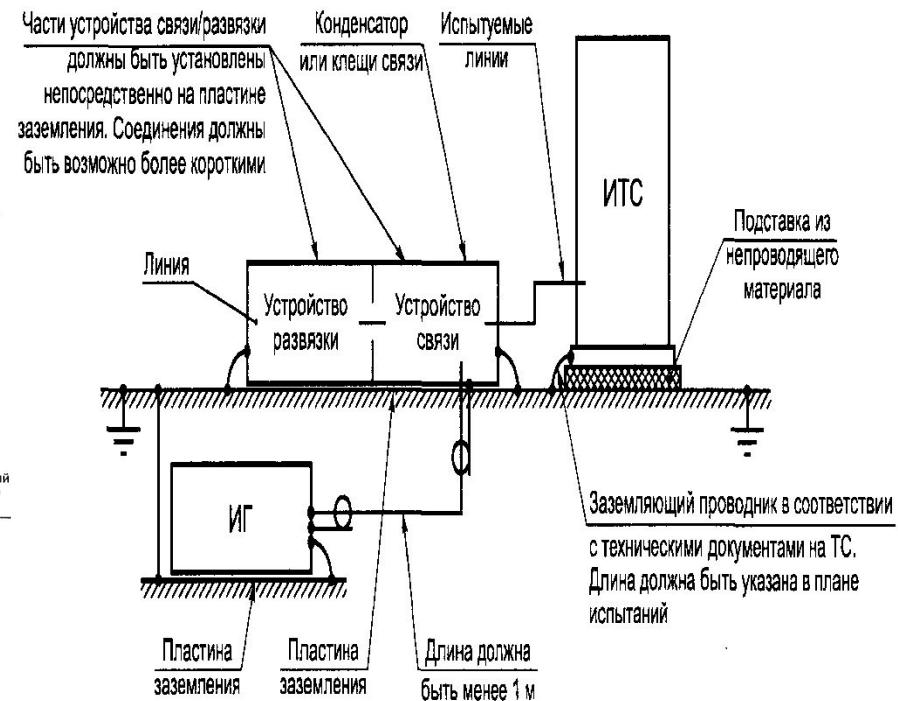 Части устройства связи/развязки
должны быть установлены
непосредственно на пластине
заземления. Соединения должны
быть возможно более короткими
Конденсатор
или клещи связи
Испытуемые
линии
ИТС
Подставка из
непроводящего
материала
Линия
Устройство
развязки
Устройство
связи
ИГ
Заземляющий проводник в соответствии
с техническими документами на ТС.
Длина должна быть указана в плане
испытаний
Пластина
заземления
Пластина
заземления
Длина должна
быть менее 1 м